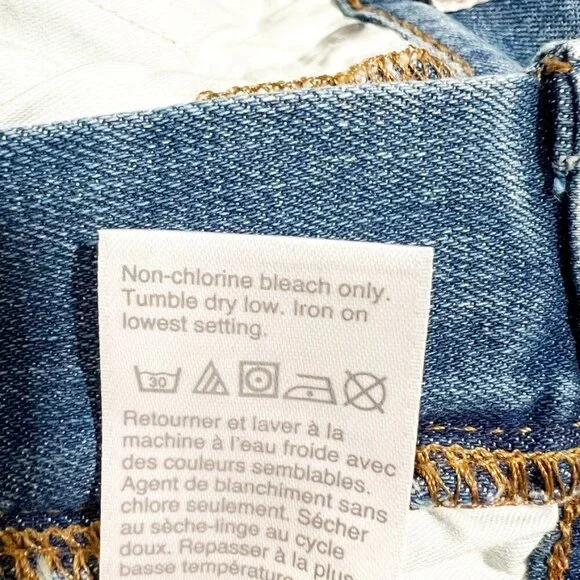 Non-chlorine bleach only.
Tumble dry low. Iron on
lowest setting.
30
Retourner et laver à la
machine à l'eau froide avec
des couleurs semblables.
Agent de blanchiment sans
chlore seulement. Sécher
au sèche-linge au cycle
doux. Repasser à la plus
basse température